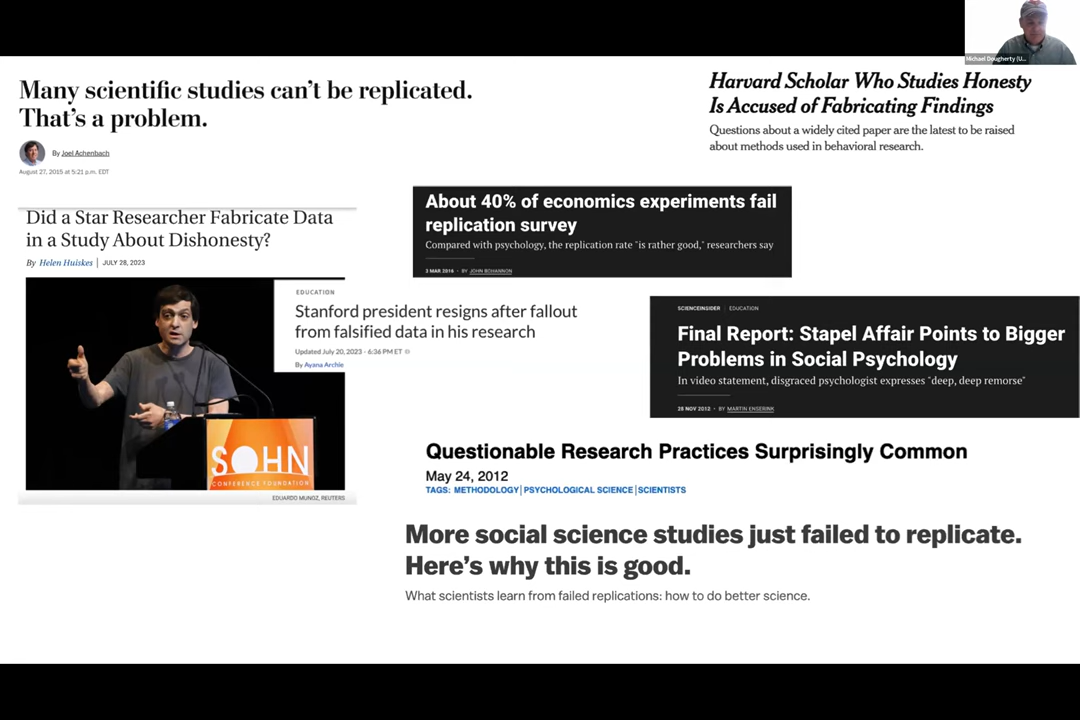 Michael Dougherty (U...
Many scientific studies can't be replicated.
That's a problem.
By Joel Achenbach
August 27, 2015 at 5:21 p.m. EDT
Harvard Scholar Who Studies Honesty
Is Accused of Fabricating Findings
Questions about a widely cited paper are the latest to be raised
about methods used in behavioral research.
Did a Star Researcher Fabricate Data
in a Study About Dishonesty?
By Helen Huiskes | JULY 28, 2023
SOHN
CONFERENCE FOUNDATION
EDUARDO MUNOZ, REUTERS
About 40% of economics experiments fail
replication survey
Compared with psychology, the replication rate "is rather good," researchers say
3 MAR 2016 • BY JOHN BOHANNON
EDUCATION
Stanford president resigns after fallout
from falsified data in his research
Updated July 20, 2023 · 6:36 PM ET
By Ayana Archie
SCIENCEINSIDER | EDUCATION
Final Report: Stapel Affair Points to Bigger
Problems in Social Psychology
In video statement, disgraced psychologist expresses "deep, deep remorse"
28 NOV 2012 • BY MARTIN ENSERINK
Questionable Research Practices Surprisingly Common
May 24, 2012
TAGS: METHODOLOGY | PSYCHOLOGICAL SCIENCE | SCIENTISTS
More social science studies just failed to replicate.
Here's why this is good.
What scientists learn from failed replications: how to do better science.